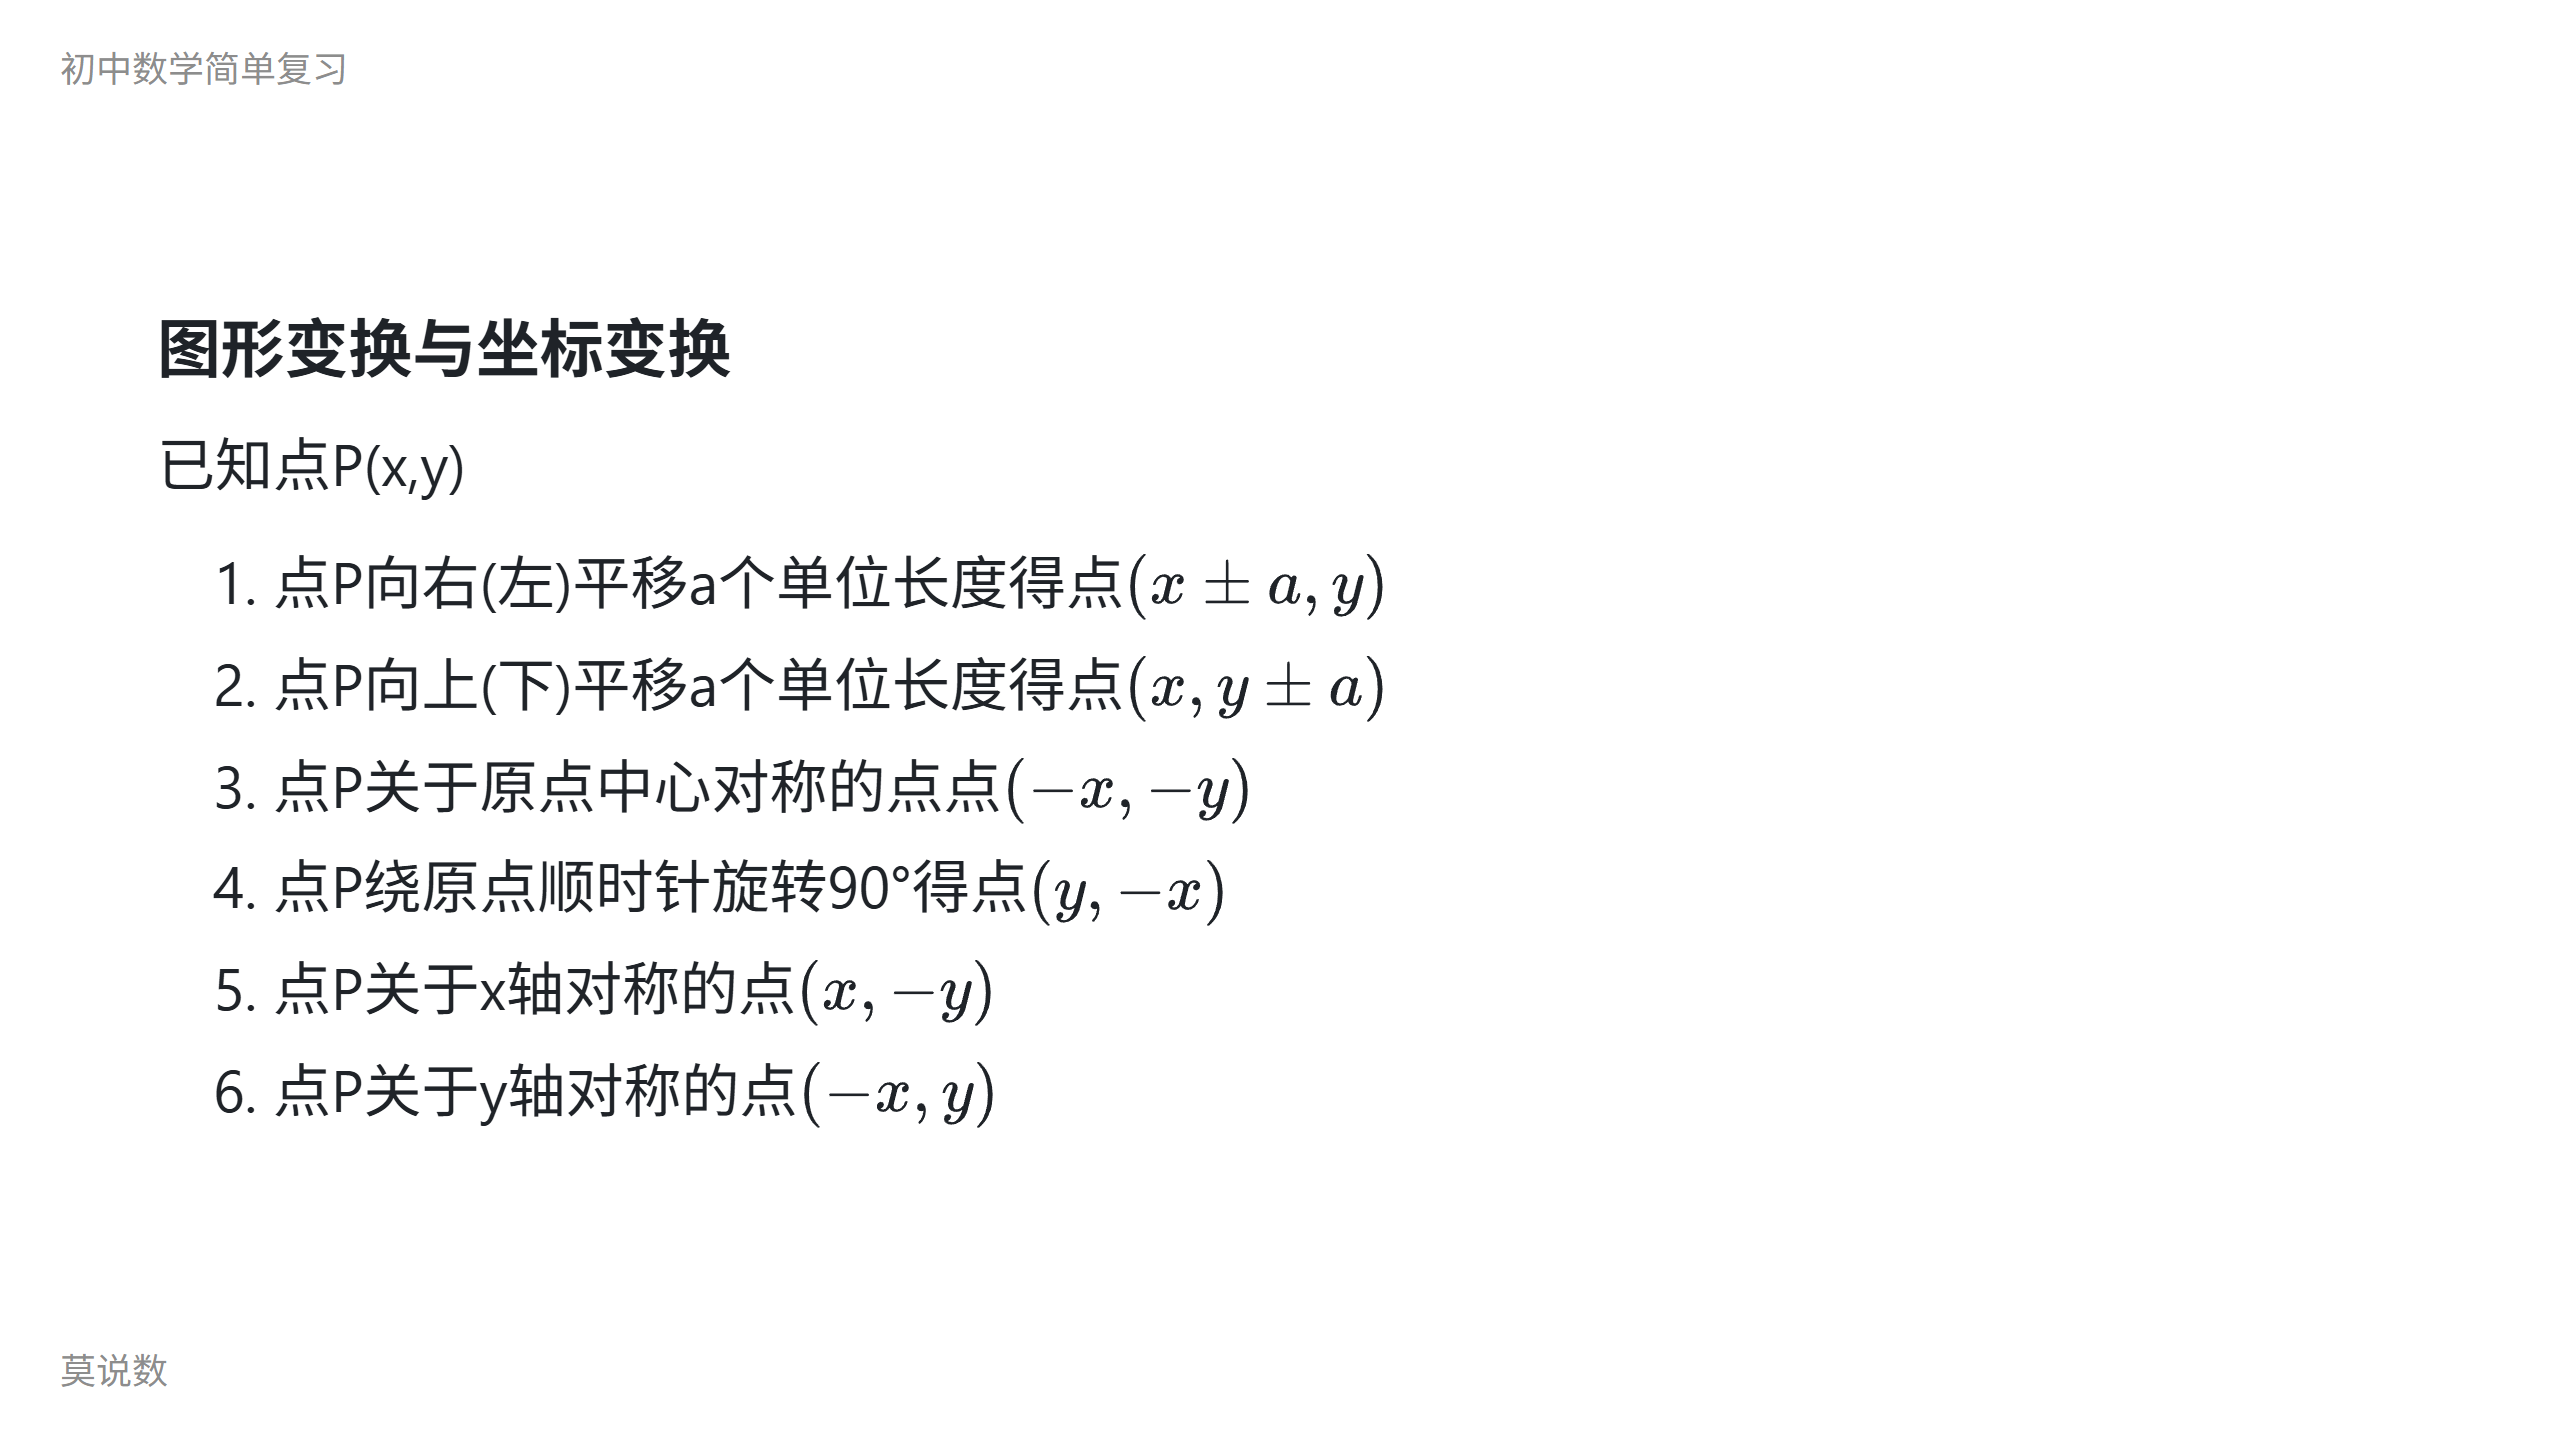 初中数学简单复习
图形变换与坐标变换
已知点P(x,y)
1. 点P向右(左)平移a个单位长度得点(x ± a, y)
2. 点P向上(下)平移a个单位长度得点(x, y ± a)
3. 点P关于原点中心对称的点点(−x, −y)
4. 点P绕原点顺时针旋转90°得点(y, −x)
5. 点P关于x轴对称的点(x, −y)
6. 点P关于y轴对称的点(−x, y)
莫说数